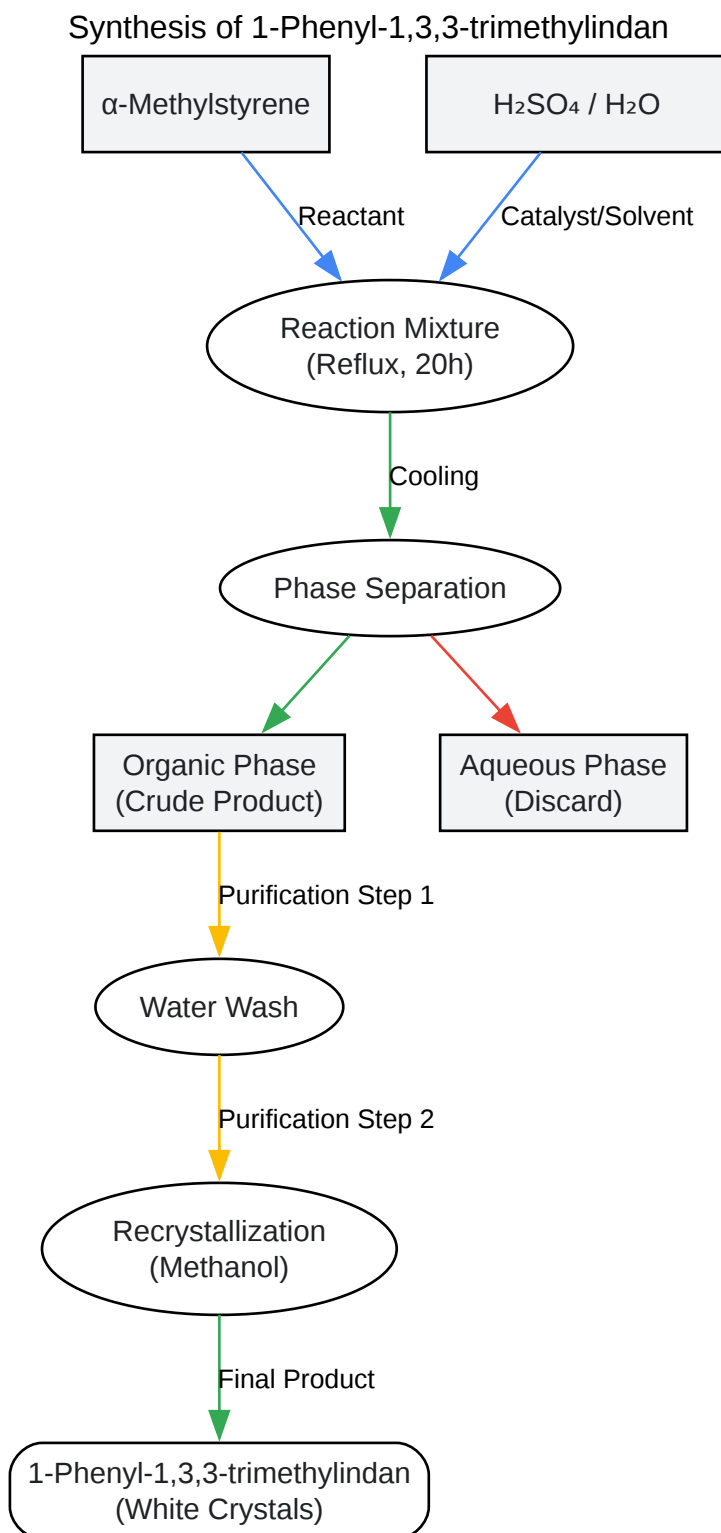 Synthesis of 1-Phenyl-1,3,3-trimethylindan
α-Methylstyrene
H₂SO₄ / H₂O
Reactant
Catalyst/Solvent
Reaction Mixture
(Reflux, 20h)
Cooling
Phase Separation
Organic Phase
(Crude Product)
Aqueous Phase
(Discard)
Purification Step 1
Water Wash
Purification Step 2
Recrystallization
(Methanol)
Final Product
1-Phenyl-1,3,3-trimethylindan
(White Crystals)